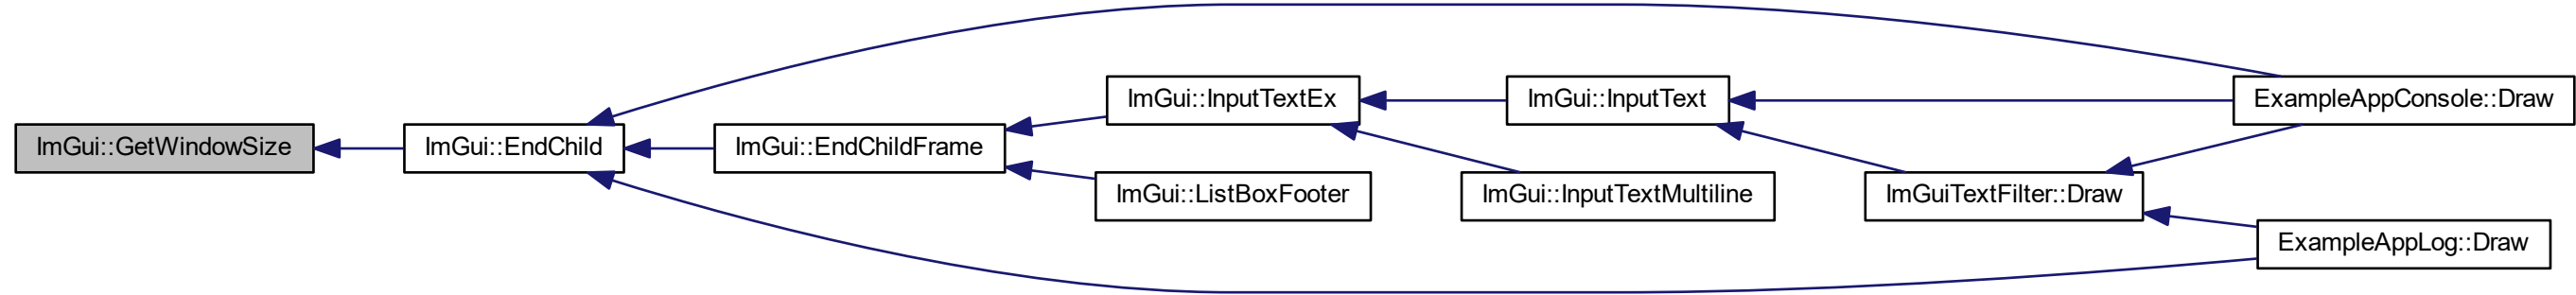 ImGui::GetWindowSize
ImGui::EndChild
ImGui::EndChildFrame
ImGui::InputTextEx
ImGui::ListBoxFooter
ImGui::InputText
ImGui::InputTextMultiline
ImGuiTextFilter::Draw
ExampleAppConsole::Draw
ExampleAppLog::Draw